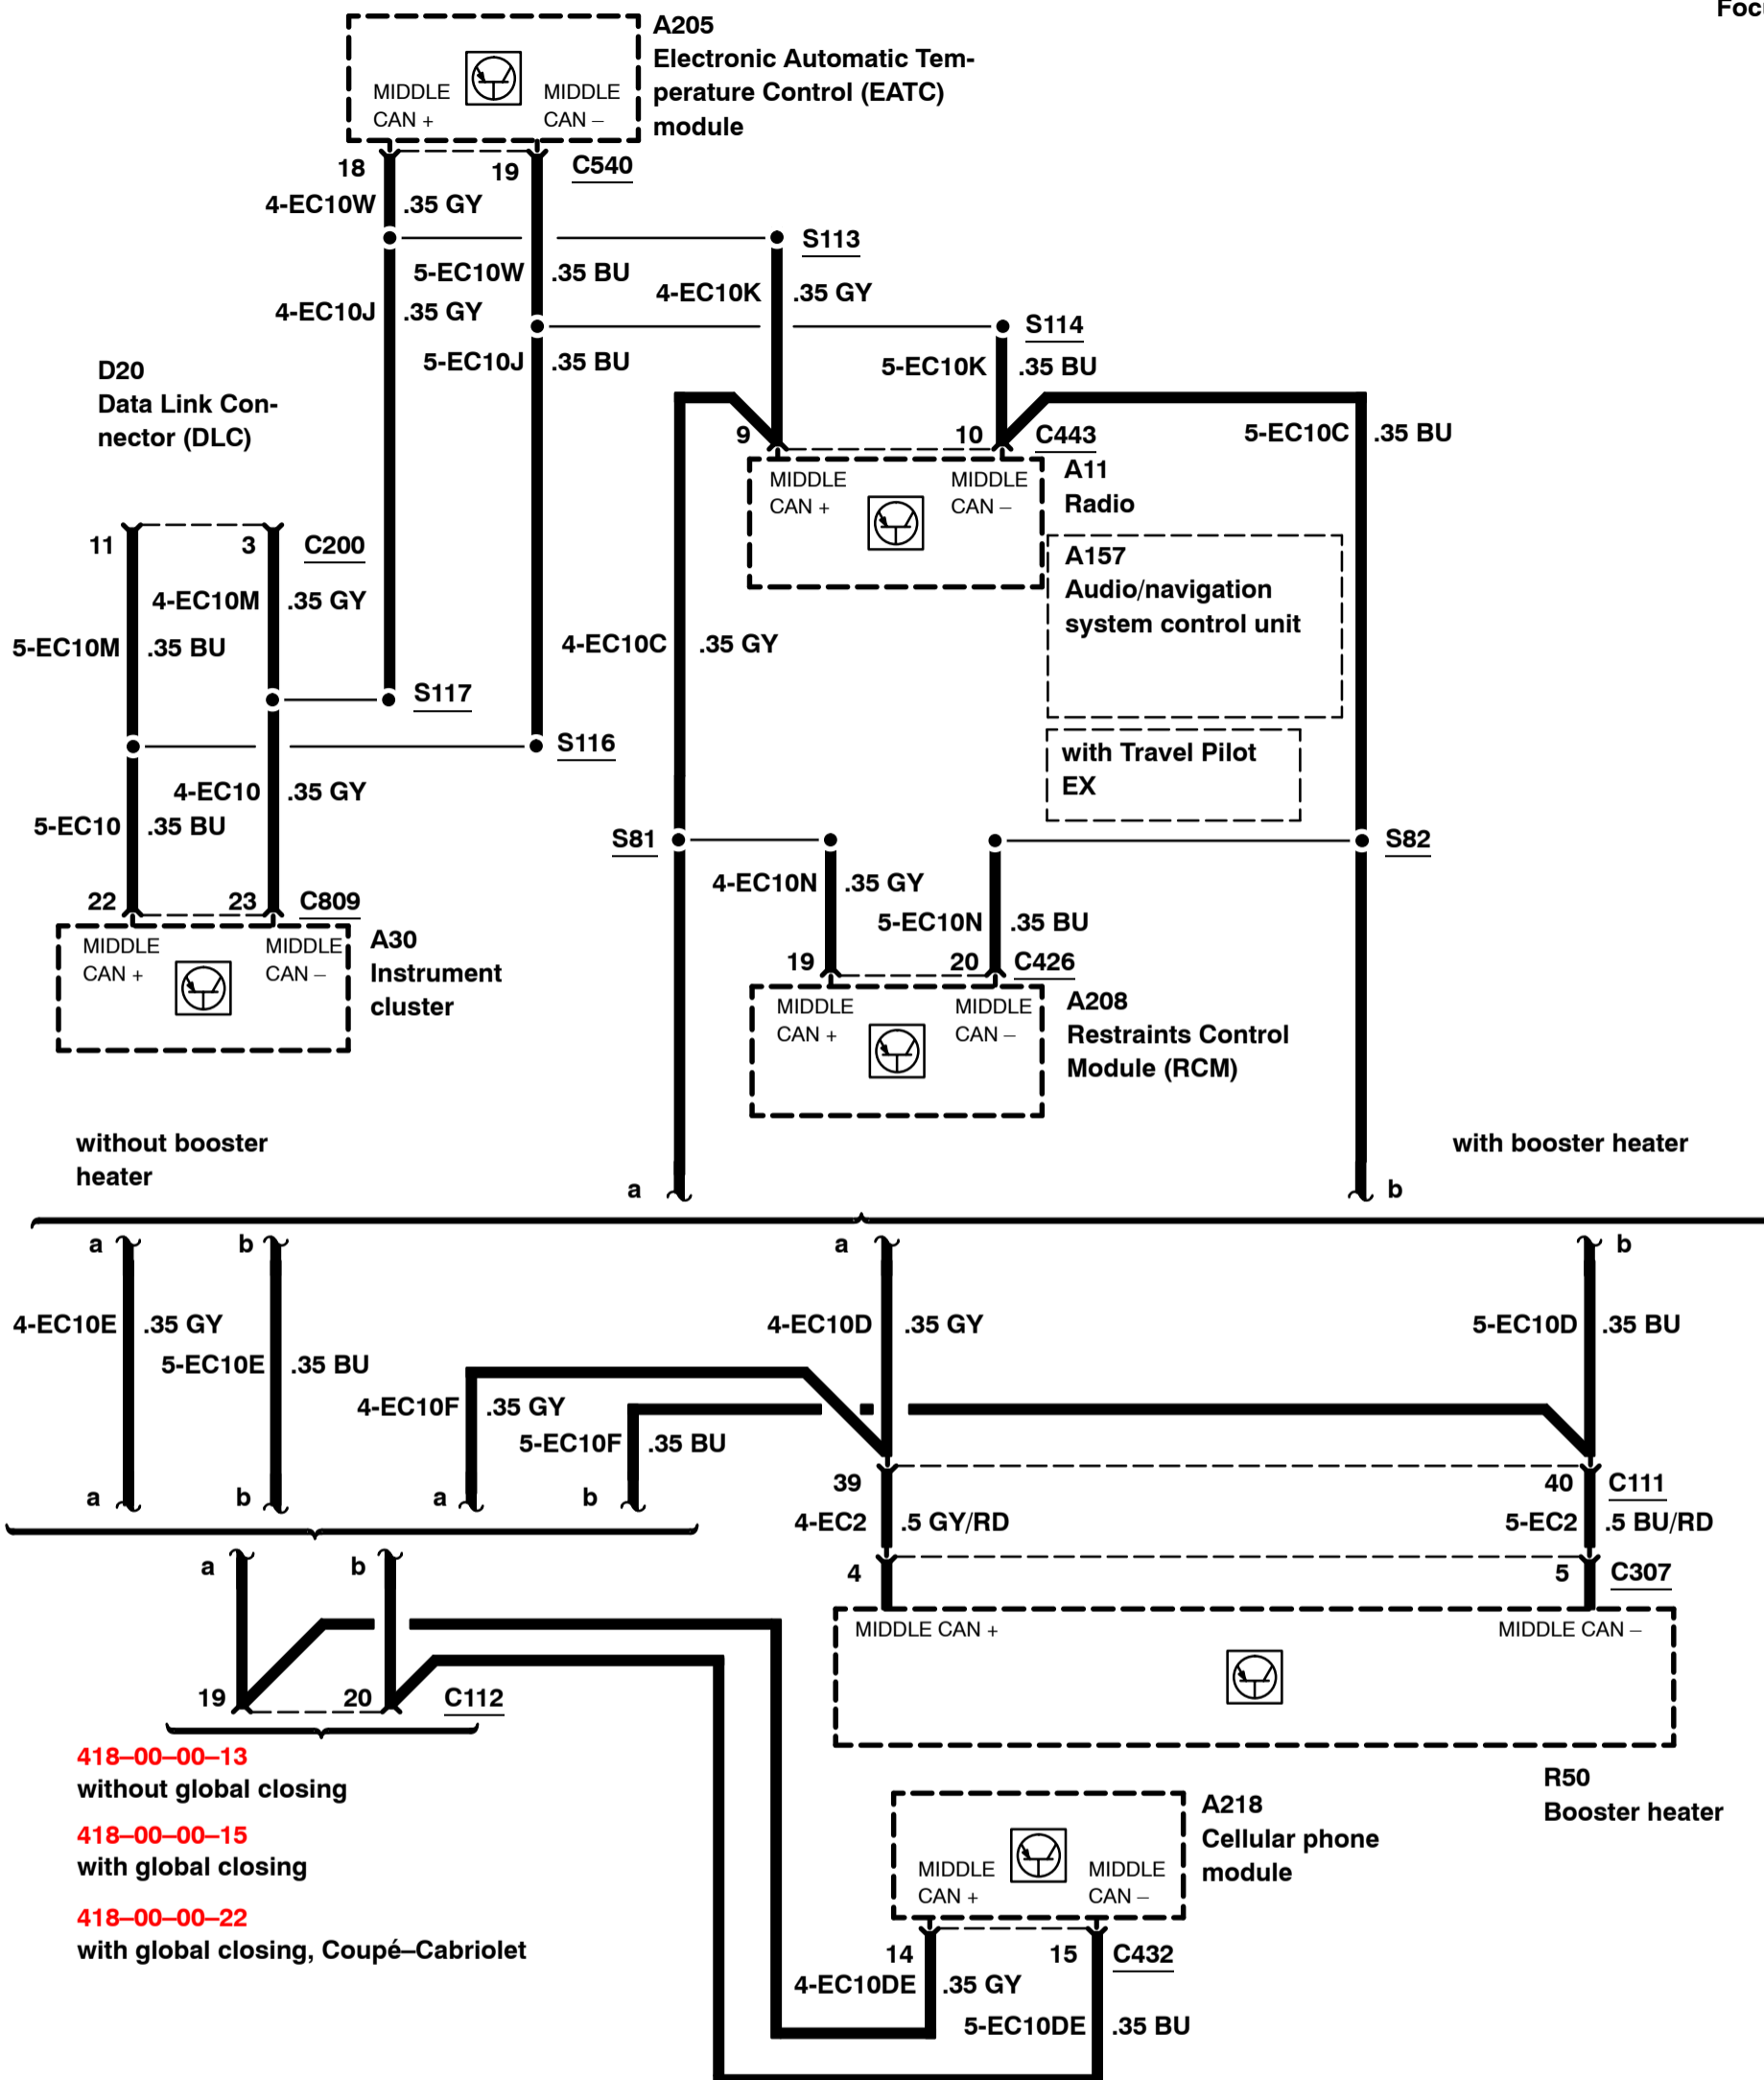 Foc
A205
Electronic Automatic Tem-
perature Control (EATC)
module
MIDDLE
CAN +
MIDDLE
CAN –
18
19
C540
4-EC10W
.35 GY
S113
5-EC10W
.35 BU
4-EC10K
.35 GY
4-EC10J
.35 GY
S114
5-EC10J
.35 BU
5-EC10K
.35 BU
D20
Data Link Con-
nector (DLC)
9
10
C443
5-EC10C
.35 BU
MIDDLE
CAN +
MIDDLE
CAN –
A11
Radio
A157
Audio/navigation
system control unit
with Travel Pilot
EX
11
3
C200
4-EC10M
.35 GY
5-EC10M
.35 BU
4-EC10C
.35 GY
S117
S116
4-EC10
.35 GY
5-EC10
.35 BU
S81
S82
4-EC10N
.35 GY
5-EC10N
.35 BU
22
23
C809
MIDDLE
CAN +
MIDDLE
CAN –
A30
Instrument
cluster
19
20
C426
MIDDLE
CAN +
MIDDLE
CAN –
A208
Restraints Control
Module (RCM)
without booster
heater
with booster heater
a
b
a
b
a
b
4-EC10E
.35 GY
5-EC10E
.35 BU
4-EC10D
.35 GY
5-EC10D
.35 BU
4-EC10F
.35 GY
5-EC10F
.35 BU
a
b
a
b
39
40
C111
4-EC2
.5 GY/RD
5-EC2
.5 BU/RD
a
b
4
5
C307
MIDDLE CAN +
MIDDLE CAN –
19
20
C112
418–00–00–13
without global closing
418–00–00–15
with global closing
418–00–00–22
with global closing, Coupé–Cabriolet
R50
Booster heater
A218
Cellular phone
module
MIDDLE
CAN +
MIDDLE
CAN –
14
15
C432
4-EC10DE
.35 GY
5-EC10DE
.35 BU